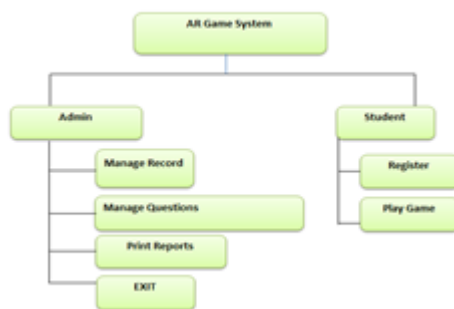 AR Game System
Admin
Student
Manage Record
Register
Manage Questions
Play Game
Print Reports
EXIT